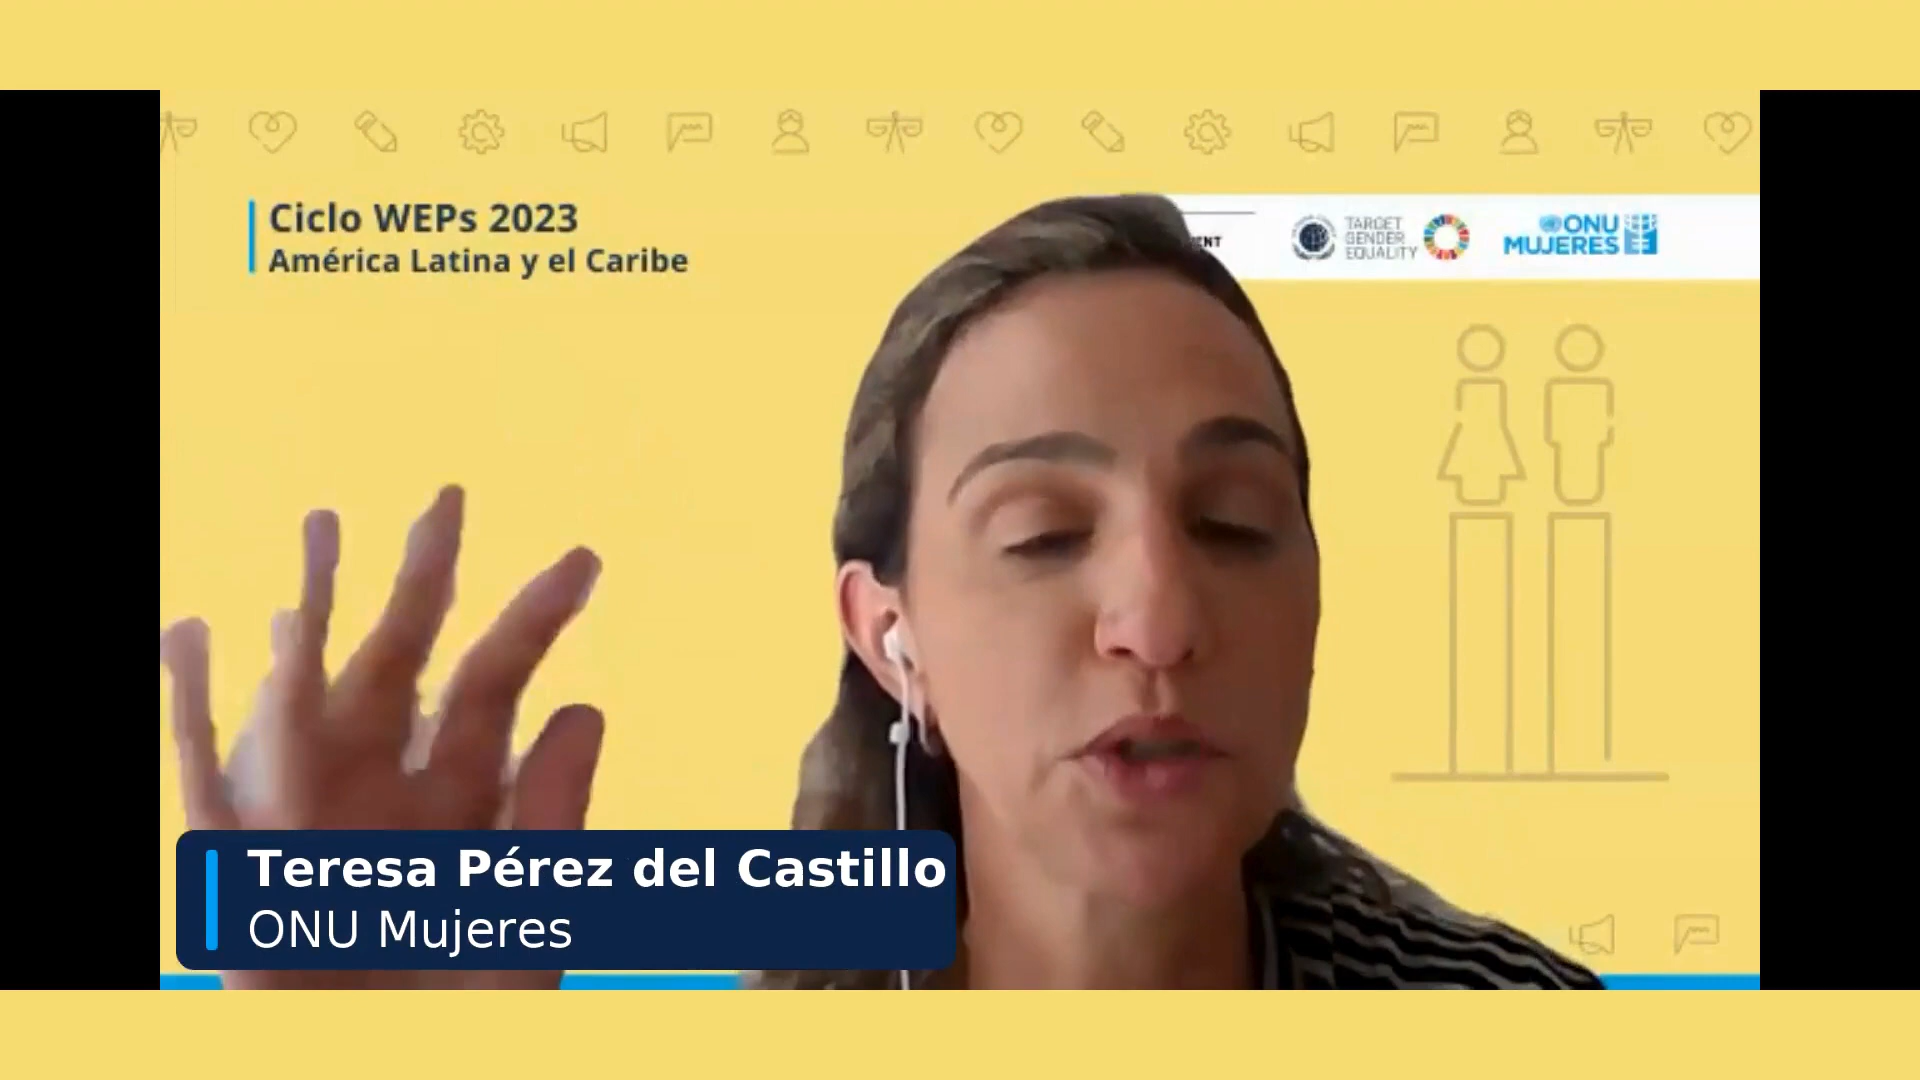 Ciclo WEPs 2023
América Latina y el Caribe
TARGET
GENDER
EQUALITY
ONU
MUJERES
Teresa Pérez del Castillo
ONU Mujeres